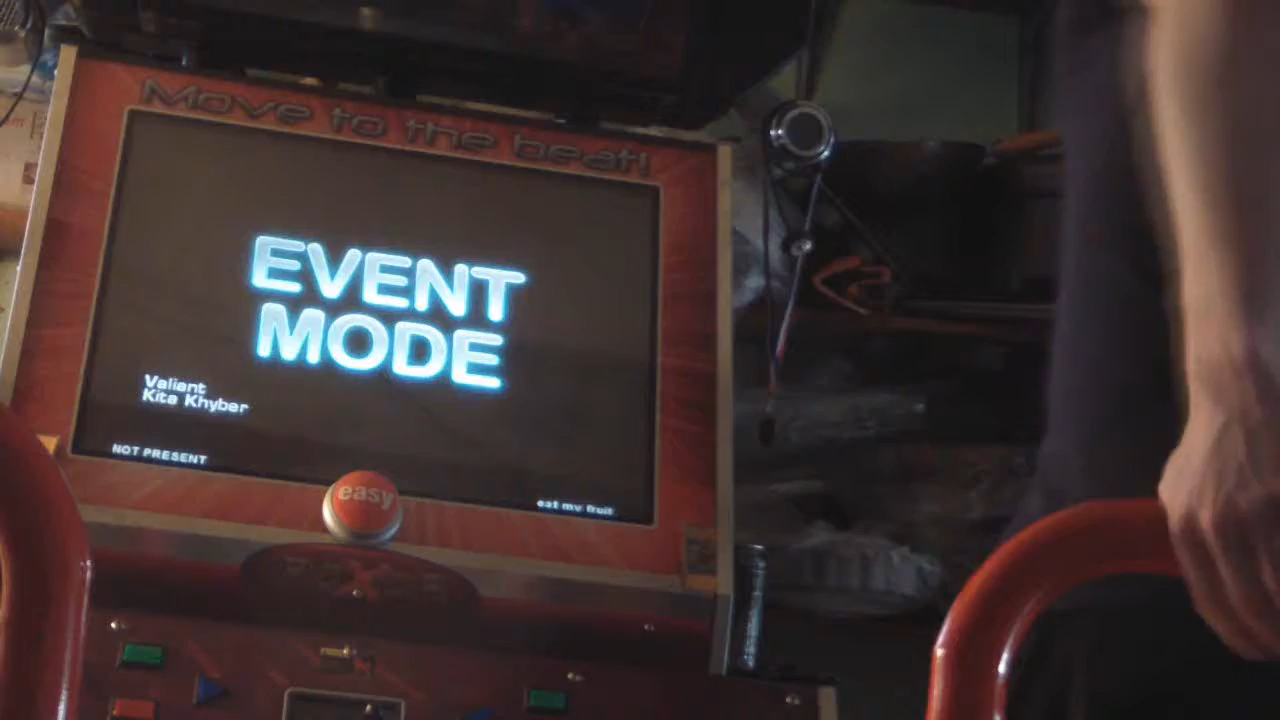 Move to the beat!
EVENT
MODE
Valiant
Kita Khyber
NOT PRESENT
easy
eat my fruit